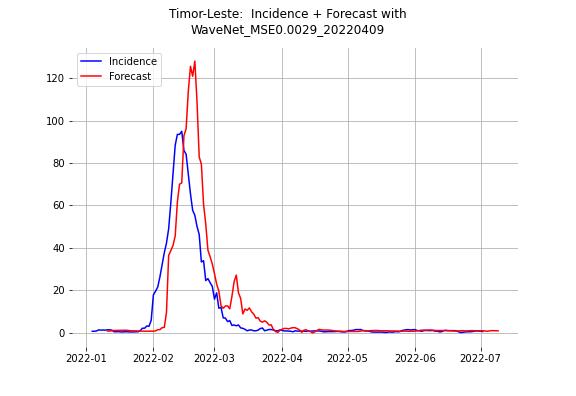 Timor-Leste:  Incidence + Forecast with
WaveNet_MSE0.0029_20220409
Incidence
Forecast
120
100
80
60
40
20
0
2022-01 2022-02 2022-03 2022-04 2022-05 2022-06 2022-07